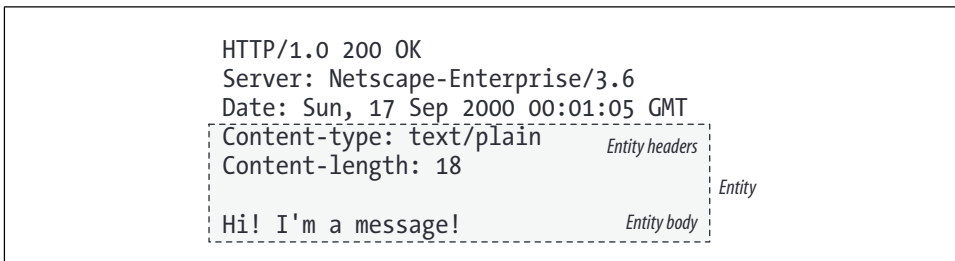 HTTP/1.0 200 OK
Server: Netscape-Enterprise/3.6
Date: Sun, 17 Sep 2000 00:01:05 GMT
Content-type: text/plain
Entity headers
Content-length: 18
Entity
Hi! I'm a message!
Entity body